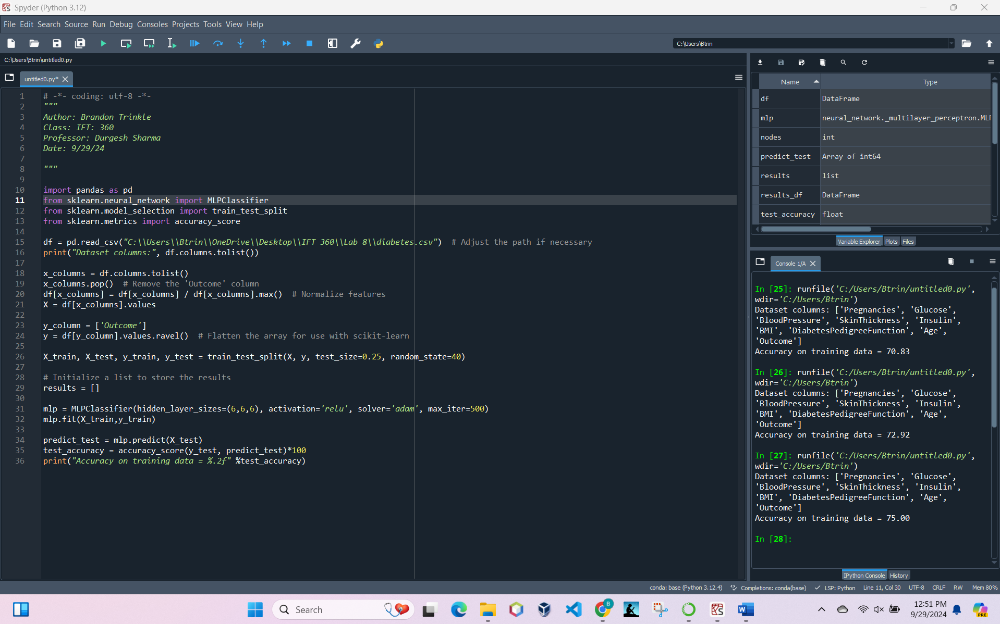 Spyder (Python 3.12)
File Edit Search Source Run Debug Consoles Projects Tools View Help
C:\Users\Btrin
C:\Users\Btrin\untitled0.py
untitled0.py*
1 # -*- coding: utf-8 -*-
2 """
3 Author: Brandon Trinkle
4 Class: IFT: 360
5 Professor: Durgesh Sharma
6 Date: 9/29/24
7
8 """
9
10 import pandas as pd
11 from sklearn.neural_network import MLPClassifier
12 from sklearn.model_selection import train_test_split
13 from sklearn.metrics import accuracy_score
14
15 df = pd.read_csv("C:\\Users\\Btrin\\OneDrive\\Desktop\\IFT 360\\Lab 8\\diabetes.csv")  # Adjust the path if necessary
16 print("Dataset columns:", df.columns.tolist())
17
18 x_columns = df.columns.tolist()
19 x_columns.pop()  # Remove the 'Outcome' column
20 df[x_columns] = df[x_columns] / df[x_columns].max()  # Normalize features
21 X = df[x_columns].values
22
23 y_column = ['Outcome']
24 y = df[y_column].values.ravel()  # Flatten the array for use with scikit-learn
25
26 X_train, X_test, y_train, y_test = train_test_split(X, y, test_size=0.25, random_state=40)
27
28 # Initialize a list to store the results
29 results = []
30
31 mlp = MLPClassifier(hidden_layer_sizes=(6,6,6), activation='relu', solver='adam', max_iter=500)
32 mlp.fit(X_train,y_train)
33
34 predict_test = mlp.predict(X_test)
35 test_accuracy = accuracy_score(y_test, predict_test)*100
36 print("Accuracy on training data = %.2f" %test_accuracy)
Name Type
df DataFrame
mlp neural_network._multilayer_perceptron.MLP
nodes int
predict_test Array of int64
results list
results_df DataFrame
test_accuracy float
Variable Explorer Plots Files
Console 1/A
In [25]: runfile('C:/Users/Btrin/untitled0.py',
wdir='C:/Users/Btrin')
Dataset columns: ['Pregnancies', 'Glucose',
'BloodPressure', 'SkinThickness', 'Insulin',
'BMI', 'DiabetesPedigreeFunction', 'Age',
'Outcome']
Accuracy on training data = 70.83
In [26]: runfile('C:/Users/Btrin/untitled0.py',
wdir='C:/Users/Btrin')
Dataset columns: ['Pregnancies', 'Glucose',
'BloodPressure', 'SkinThickness', 'Insulin',
'BMI', 'DiabetesPedigreeFunction', 'Age',
'Outcome']
Accuracy on training data = 72.92
In [27]: runfile('C:/Users/Btrin/untitled0.py',
wdir='C:/Users/Btrin')
Dataset columns: ['Pregnancies', 'Glucose',
'BloodPressure', 'SkinThickness', 'Insulin',
'BMI', 'DiabetesPedigreeFunction', 'Age',
'Outcome']
Accuracy on training data = 75.00
In [28]:
IPython Console History
conda: base (Python 3.12.4) Completions: conda(base) LSP: Python Line 11, Col 30 UTF-8 CRLF RW Mem 80%
Search
B
PRE
12:51 PM
9/29/2024